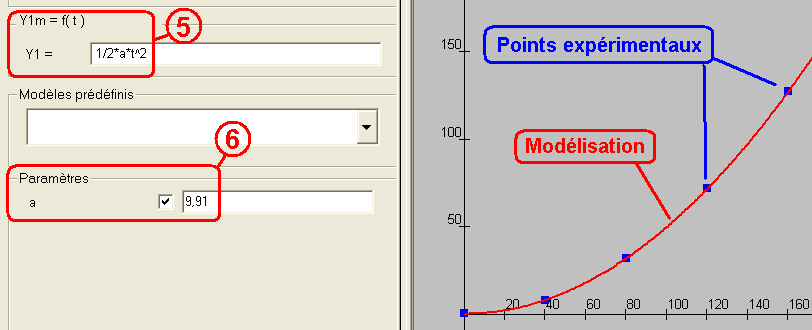 Y1m = f( t )
5
Y1 =
1/2*a*t^2
Modèles prédéfinis
6
Paramètres
a
9,91
150
100
50
Points expérimentaux
Modélisation
20 40 60 80 100 120 140 160